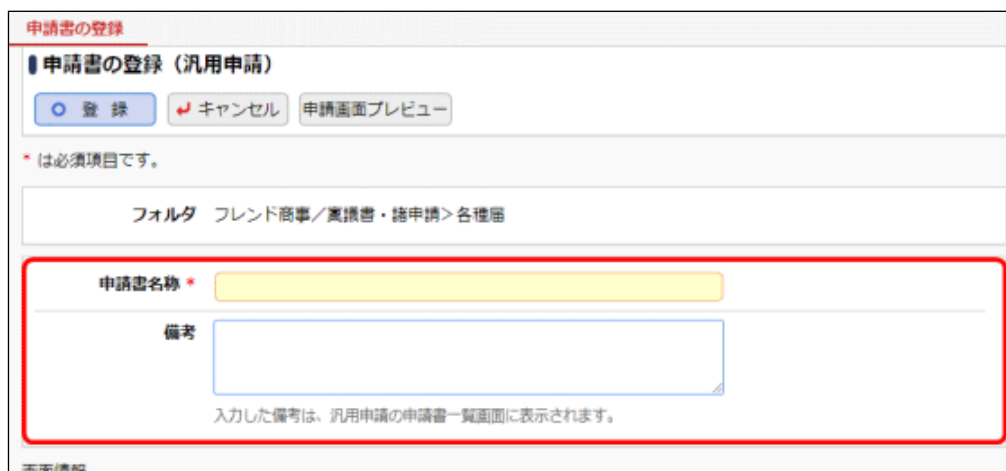 申請書の登録
申請書の登録（汎用申請）
登 録 キャンセル 申請画面プレビュー
* は必須項目です。
フォルダ フレンド商事／稟議書・諸申請＞各種届
申請書名称 *
備考
入力した備考は、汎用申請の申請書一覧画面に表示されます。
画面情報